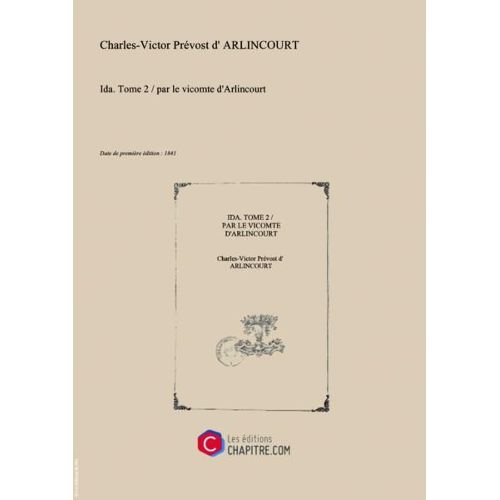 Charles-Victor Prévost d' ARLINCOURT
Ida. Tome 2 / par le vicomte d'Arlincourt
Date de première édition : 1841
IDA. TOME 2 /
PAR LE VICOMTE
D'ARLINCOURT
Charles-Victor Prévost d'
ARLINCOURT
C
Les éditions
CHAPITRE.COM